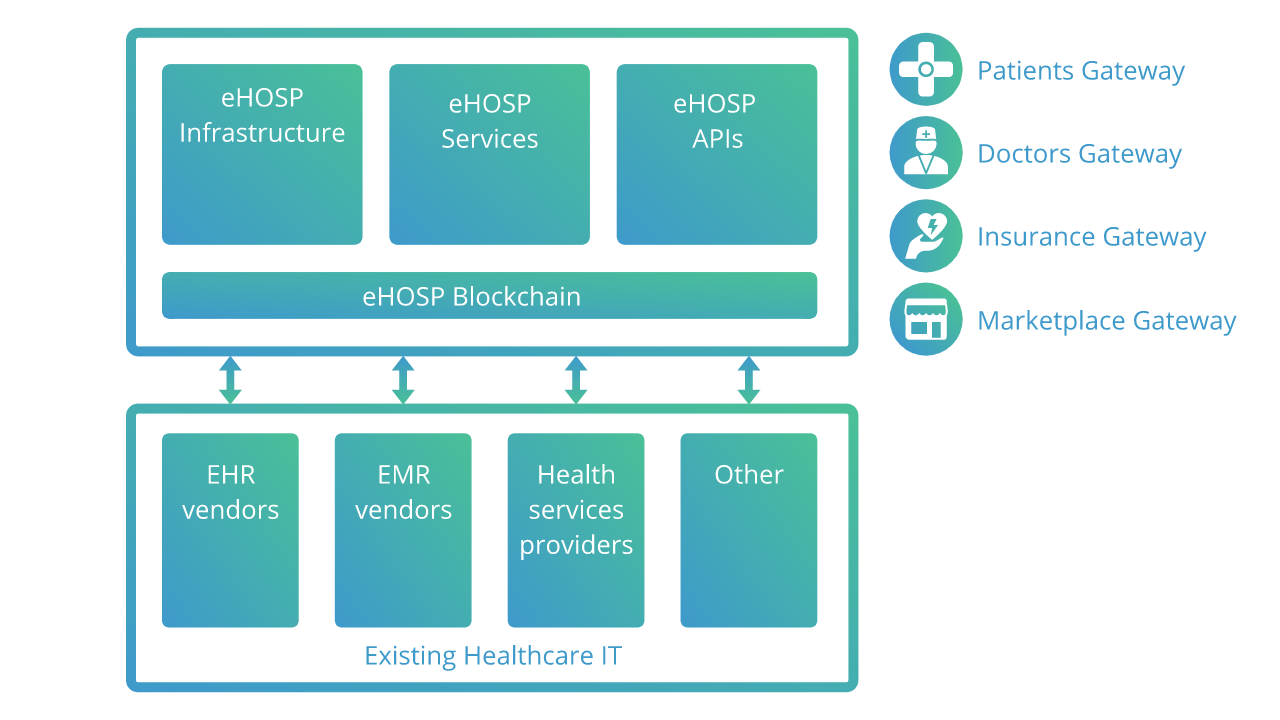 eHOSP
Infrastructure
eHOSP
Services
eHOSP
APIs
eHOSP Blockchain
Patients Gateway
Doctors Gateway
Insurance Gateway
Marketplace Gateway
EHR
vendors
EMR
vendors
Health
services
providers
Other
Existing Healthcare IT